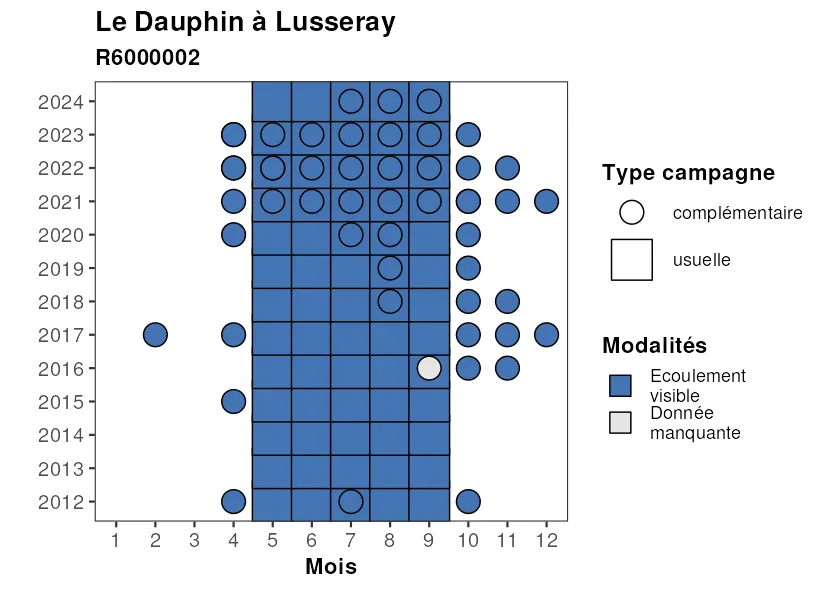 Le Dauphin à Lusseray
R6000002
2024
2023
2022
2021
2020
2019
2018
2017
2016
2015
2014
2013
2012
1 2 3 4 5 6 7 8 9 10 11 12
Mois
Type campagne
complémentaire
usuelle
Modalités
Ecoulement
visible
Donnée
manquante